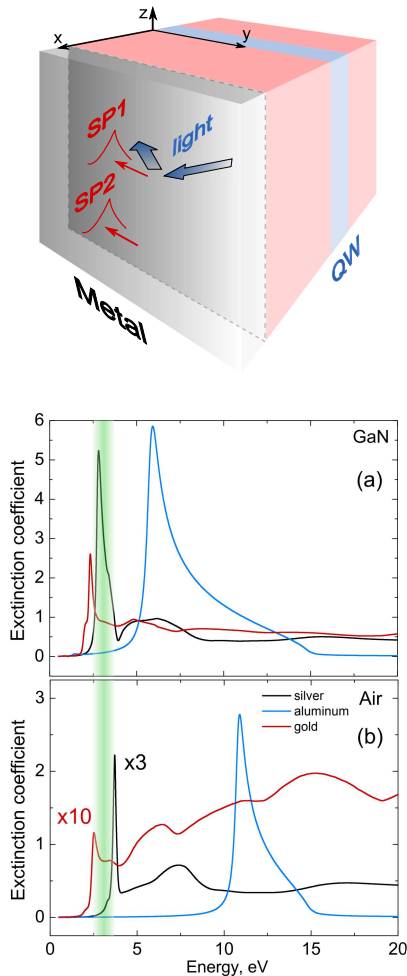 z
x
y
SP1
light
SP2
QW
Metal
6
GaN
5
(a)
4
3
2
1
0
Exctinction coefficient
3
silver
Air
aluminum
gold
(b)
x3
2
x10
1
0
Exctinction coefficient
0 5 10 15 20
Energy, eV